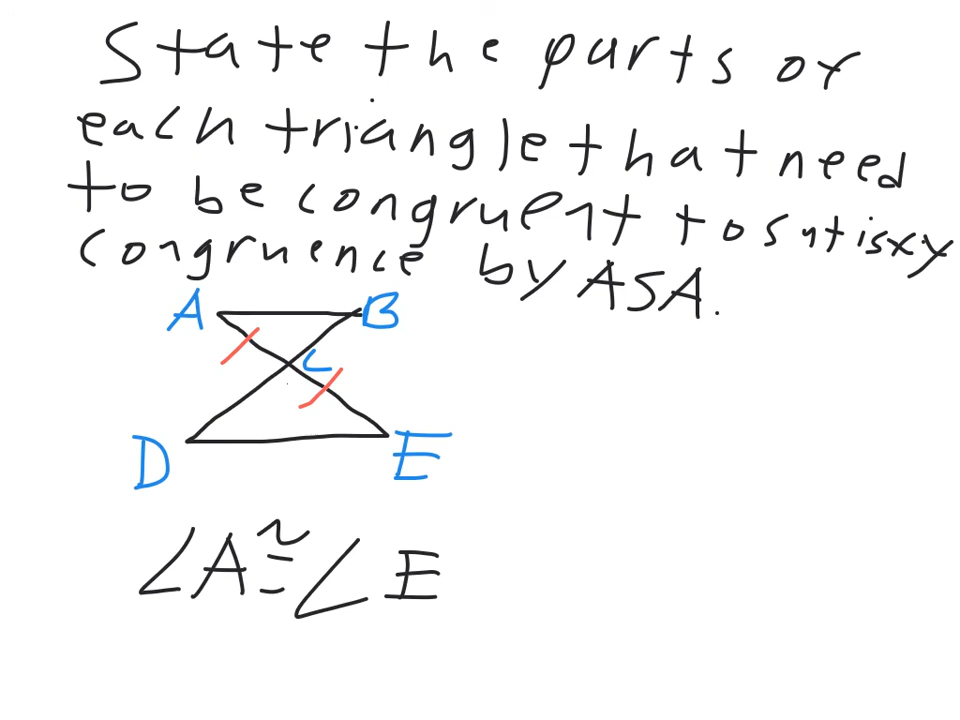 State the parts of
each triangle that need
to be congruent to satisfy
congruence by ASA.
A B
C
D E
∠A ≅ ∠E